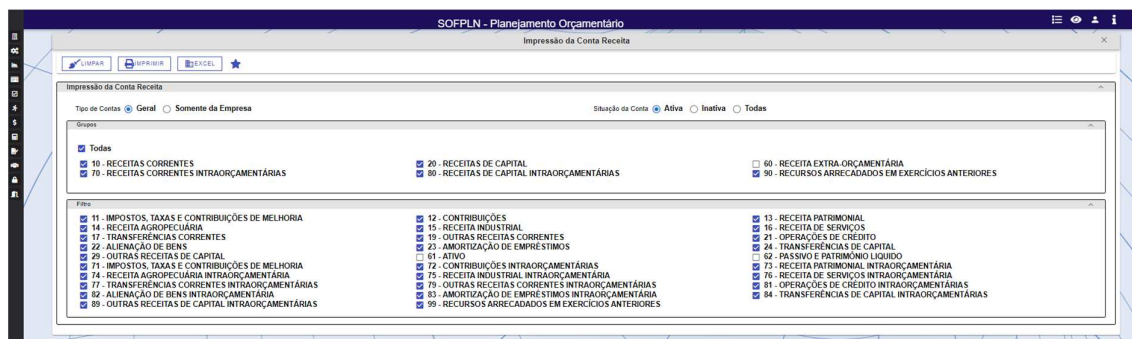 SOFPLN - Planejamento Orçamentário
Impressão da Conta Receita
LIMPAR IMPRIMIR EXCEL
Impressão da Conta Receita
Tipo de Contas Geral Somente da Empresa Situação da Conta Ativa Inativa Todas
Grupos
Todas
10 - RECEITAS CORRENTES 20 - RECEITAS DE CAPITAL 60 - RECEITA EXTRA-ORÇAMENTÁRIA
70 - RECEITAS CORRENTES INTRAORÇAMENTÁRIAS 80 - RECEITAS DE CAPITAL INTRAORÇAMENTÁRIAS 90 - RECURSOS ARRECADADOS EM EXERCÍCIOS ANTERIORES
Filtro
11 - IMPOSTOS, TAXAS E CONTRIBUIÇÕES DE MELHORIA 12 - CONTRIBUIÇÕES 13 - RECEITA PATRIMONIAL
14 - RECEITA AGROPECUÁRIA 15 - RECEITA INDUSTRIAL 16 - RECEITA DE SERVIÇOS
17 - TRANSFERÊNCIAS CORRENTES 19 - OUTRAS RECEITAS CORRENTES 21 - OPERAÇÕES DE CRÉDITO
22 - ALIENAÇÃO DE BENS 23 - AMORTIZAÇÃO DE EMPRÉSTIMOS 24 - TRANSFERÊNCIAS DE CAPITAL
29 - OUTRAS RECEITAS DE CAPITAL 61 - ATIVO 62 - PASSIVO E PATRIMÔNIO LIQUIDO
71 - IMPOSTOS, TAXAS E CONTRIBUIÇÕES DE MELHORIA 72 - CONTRIBUIÇÕES INTRAORÇAMENTÁRIAS 73 - RECEITA PATRIMONIAL INTRAORÇAMENTÁRIA
74 - RECEITA AGROPECUÁRIA INTRAORÇAMENTÁRIA 75 - RECEITA INDUSTRIAL INTRAORÇAMENTÁRIA 76 - RECEITA DE SERVIÇOS INTRAORÇAMENTÁRIA
77 - TRANSFERÊNCIAS CORRENTES INTRAORÇAMENTÁRIAS 79 - OUTRAS RECEITAS CORRENTES INTRAORÇAMENTÁRIAS 81 - OPERAÇÕES DE CRÉDITO INTRAORÇAMENTÁRIAS
82 - ALIENAÇÃO DE BENS INTRAORÇAMENTÁRIA 83 - AMORTIZAÇÃO DE EMPRÉSTIMOS INTRAORÇAMENTÁRIA 84 - TRANSFERÊNCIAS DE CAPITAL INTRAORÇAMENTÁRIAS
89 - OUTRAS RECEITAS DE CAPITAL INTRAORÇAMENTÁRIAS 99 - RECURSOS ARRECADADOS EM EXERCÍCIOS ANTERIORES